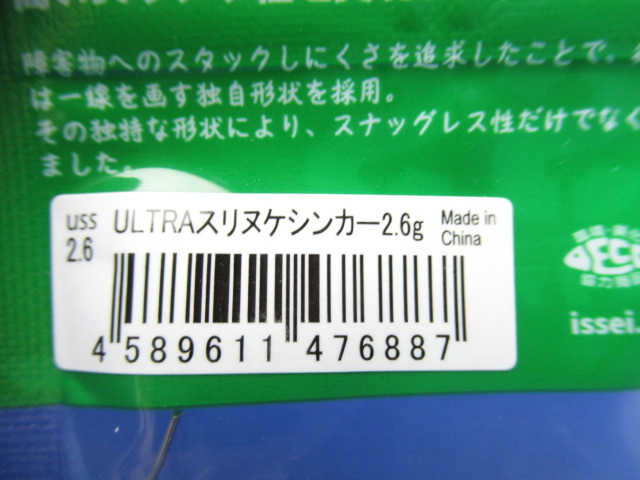 障害物へのスタックしにくさを追求したことで、
は一線を画す独自形状を採用。
その独特な形状により、スナッグレス性だけでなく
ました。
USS
2.6
ULTRAスリヌケシンカー2.6g
Made in
China
4 589611 476887
ECO
issei.